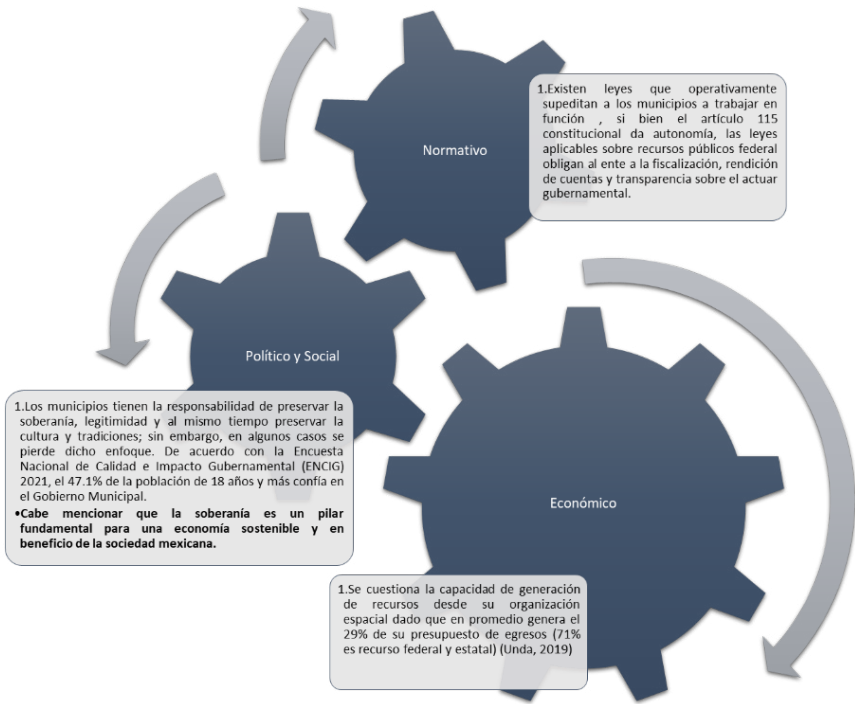 Normativo
1.Existen leyes que operativamente
supeditan a los municipios a trabajar en
función , si bien el artículo 115
constitucional da autonomía, las leyes
aplicables sobre recursos públicos federal
obligan al ente a la fiscalización, rendición
de cuentas y transparencia sobre el actuar
gubernamental.
Político y Social
1.Los municipios tienen la responsabilidad de preservar la
soberanía, legitimidad y al mismo tiempo preservar la
cultura y tradiciones; sin embargo, en algunos casos se
pierde dicho enfoque. De acuerdo con la Encuesta
Nacional de Calidad e Impacto Gubernamental (ENCIG)
2021, el 47.1% de la población de 18 años y más confía en
el Gobierno Municipal.
•Cabe mencionar que la soberanía es un pilar
fundamental para una economía sostenible y en
beneficio de la sociedad mexicana.
Económico
1.Se cuestiona la capacidad de generación
de recursos desde su organización
espacial dado que en promedio genera el
29% de su presupuesto de egresos (71%
es recurso federal y estatal) (Unda, 2019)